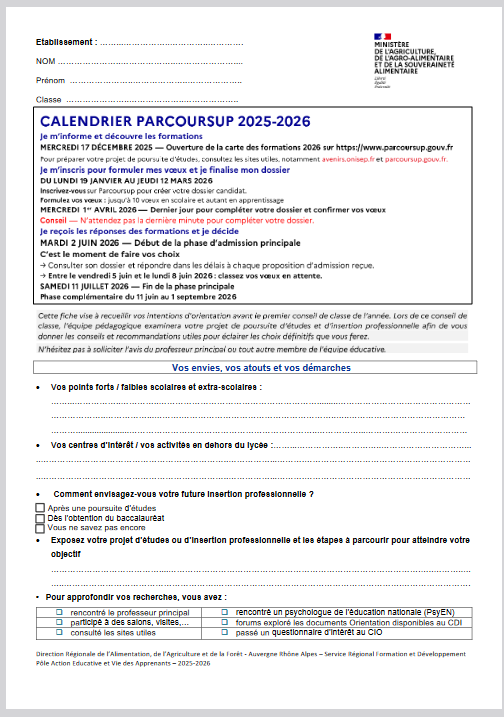 Etablissement : ……………………………………………
MINISTÈRE
DE L'AGRICULTURE,
DE L'AGRO-ALIMENTAIRE
ET DE LA SOUVERAINETÉ
ALIMENTAIRE
Liberté
Égalité
Fraternité
NOM ……………………………………………………
Prénom ………………………………………………
Classe ………………………………………………
CALENDRIER PARCOURSUP 2025-2026
Je m'informe et découvre les formations
MERCREDI 17 DÉCEMBRE 2025 — Ouverture de la carte des formations 2026 sur https://www.parcoursup.gouv.fr
Pour préparer votre projet de poursuite d'études, consultez les sites utiles, notamment avenirs.onisep.fr et parcoursup.gouv.fr.
Je m'inscris pour formuler mes vœux et je finalise mon dossier
DU LUNDI 19 JANVIER AU JEUDI 12 MARS 2026
Inscrivez-vous sur Parcoursup pour créer votre dossier candidat.
Formulez vos vœux : jusqu'à 10 vœux en scolaire et autant en apprentissage
MERCREDI 1er AVRIL 2026 — Dernier jour pour compléter votre dossier et confirmer vos vœux
Conseil — N'attendez pas la dernière minute pour compléter votre dossier.
Je reçois les réponses des formations et je décide
MARDI 2 JUIN 2026 — Début de la phase d'admission principale
C'est le moment de faire vos choix
→ Consulter son dossier et répondre dans les délais à chaque proposition d'admission reçue.
→ Entre le vendredi 5 juin et le lundi 8 juin 2026 : classez vos vœux en attente.
SAMEDI 11 JUILLET 2026 — Fin de la phase principale
Phase complémentaire du 11 juin au 1 septembre 2026
Cette fiche vise à recueillir vos intentions d'orientation avant le premier conseil de classe de l'année. Lors de ce conseil de
classe, l'équipe pédagogique examinera votre projet de poursuite d'études et d'insertion professionnelle afin de vous
donner les conseils et recommandations utiles pour éclairer les choix définitifs que vous ferez.
N'hésitez pas à solliciter l'avis du professeur principal ou tout autre membre de l'équipe éducative.
Vos envies, vos atouts et vos démarches
• Vos points forts / faibles scolaires et extra-scolaires :
• Vos centres d'intérêt / vos activités en dehors du lycée :………………………………………
• Comment envisagez-vous votre future insertion professionnelle ?
Après une poursuite d'études
Dès l'obtention du baccalauréat
Vous ne savez pas encore
• Exposez votre projet d'études ou d'insertion professionnelle et les étapes à parcourir pour atteindre votre
objectif
• Pour approfondir vos recherches, vous avez :
❑ rencontré le professeur principal ❑ rencontré un psychologue de l'éducation nationale (PsyEN)
❑ participé à des salons, visites,… ❑ forums exploré les documents Orientation disponibles au CDI
❑ consulté les sites utiles ❑ passé un questionnaire d'intérêt au CIO
Direction Régionale de l'Alimentation, de l'Agriculture et de la Forêt - Auvergne Rhône Alpes – Service Régional Formation et Développement
Pôle Action Educative et Vie des Apprenants – 2025-2026